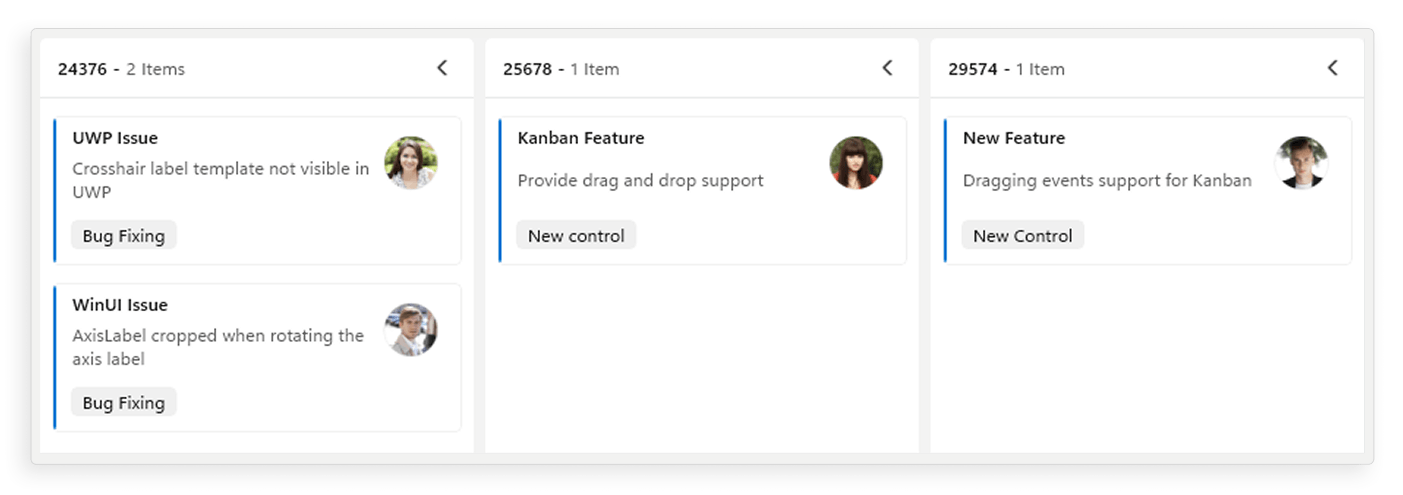 24376 - 2 Items
UWP Issue
Crosshair label template not visible in
UWP
Bug Fixing
WinUI Issue
AxisLabel cropped when rotating the
axis label
Bug Fixing
25678 - 1 Item
Kanban Feature
Provide drag and drop support
New control
29574 - 1 Item
New Feature
Dragging events support for Kanban
New Control